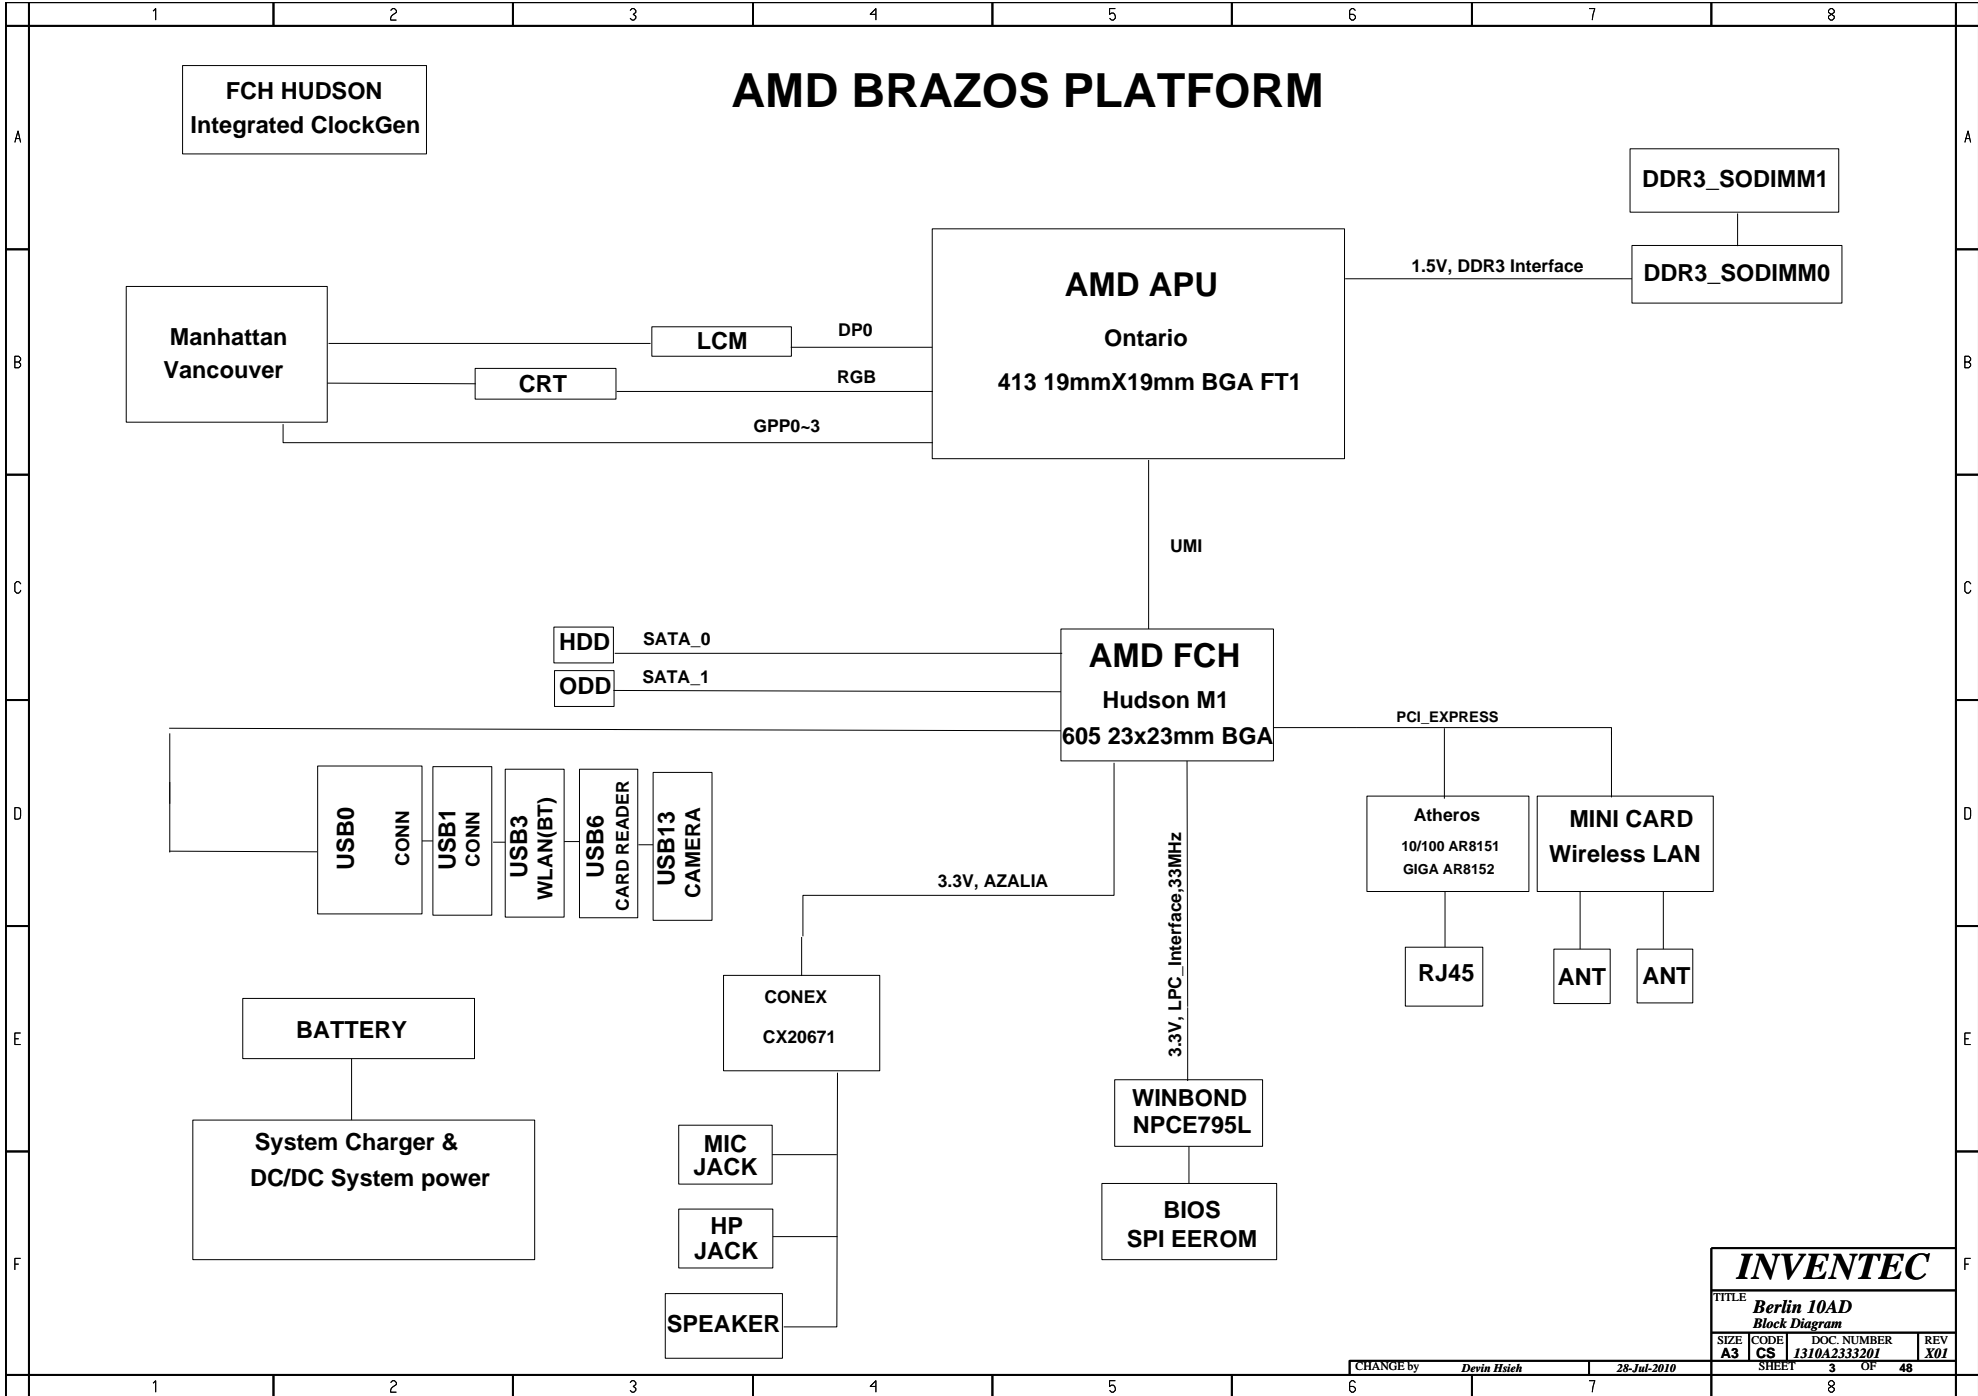 1 2 3 4 5 6 7 8
FCH HUDSON
Integrated ClockGen
AMD BRAZOS PLATFORM
A A
DDR3_SODIMM1
DDR3_SODIMM0
1.5V, DDR3 Interface
AMD APU
Ontario
413 19mmX19mm BGA FT1
Manhattan
Vancouver
LCM
DP0
CRT
RGB
GPP0~3
B B
UMI
C C
HDD
SATA_0
ODD
SATA_1
AMD FCH
Hudson M1
605 23x23mm BGA
PCI_EXPRESS
D D
USB0
CONN
USB1
CONN
USB3
WLAN(BT)
USB6
CARD READER
USB13
CAMERA
3.3V, AZALIA
3.3V, LPC_Interface,33MHz
Atheros
10/100 AR8151
GIGA AR8152
MINI CARD
Wireless LAN
RJ45
ANT
ANT
E E
BATTERY
System Charger &
DC/DC System power
CONEX
CX20671
MIC
JACK
HP
JACK
SPEAKER
WINBOND
NPCE795L
BIOS
SPI EEROM
F F
INVENTEC
TITLE
Berlin 10AD
Block Diagram
SIZE CODE DOC. NUMBER REV
A3 CS 1310A2333201 X01
CHANGE by Devin Hsieh 28-Jul-2010 SHEET 3 OF 48
1 2 3 4 5 6 7 8